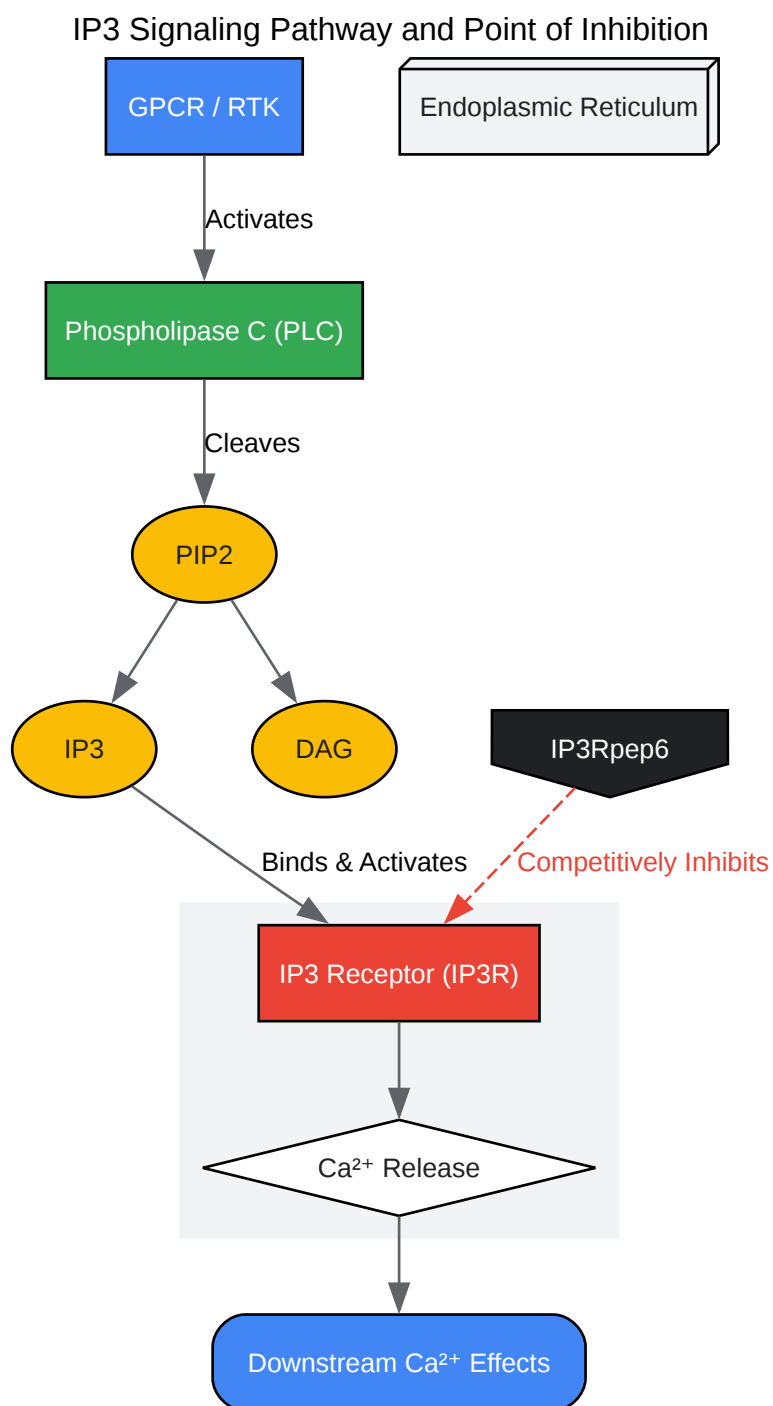 IP3 Signaling Pathway and Point of Inhibition
GPCR / RTK
Endoplasmic Reticulum
Activates
Phospholipase C (PLC)
Cleaves
PIP2
IP3
DAG
IP3Rpep6
Binds & Activates
Competitively Inhibits
IP3 Receptor (IP3R)
Ca²⁺ Release
Downstream Ca²⁺ Effects